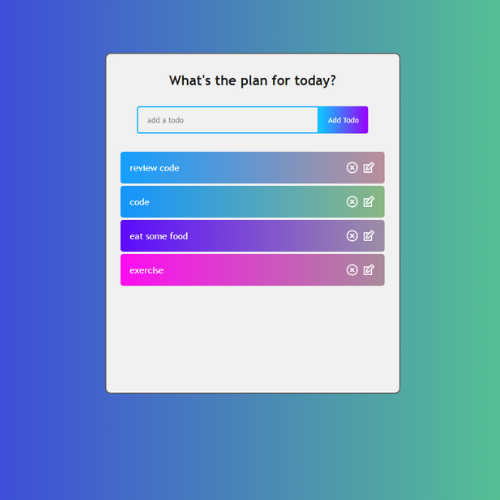 What's the plan for today?
add a todo
Add Todo
review code
code
eat some food
exercise